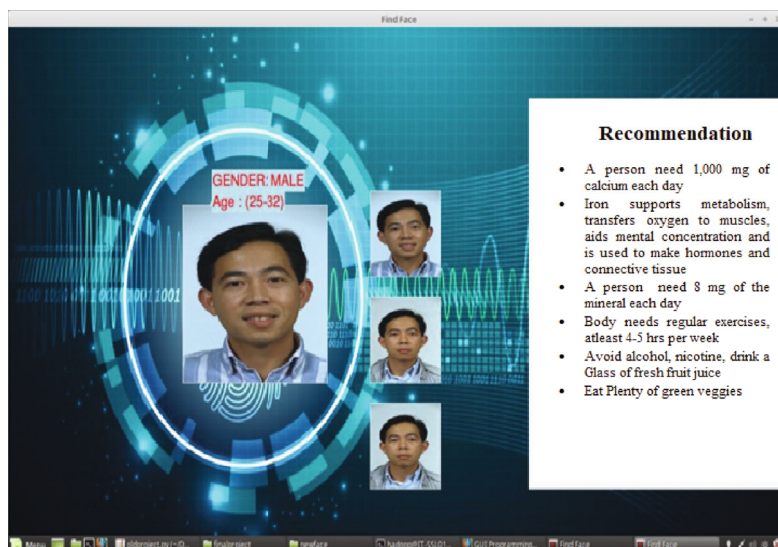 Find Face
GENDER: MALE
Age : (25-32)
Recommendation
• A person need 1,000 mg of
calcium each day
• Iron supports metabolism,
transfers oxygen to muscles,
aids mental concentration and
is used to make hormones and
connective tissue
• A person need 8 mg of the
mineral each day
• Body needs regular exercises,
atleast 4-5 hrs per week
• Avoid alcohol, nicotine, drink a
Glass of fresh fruit juice
• Eat Plenty of green veggies
Menu
finalproject
newface
GUI Programming...
Find Face
Find Face